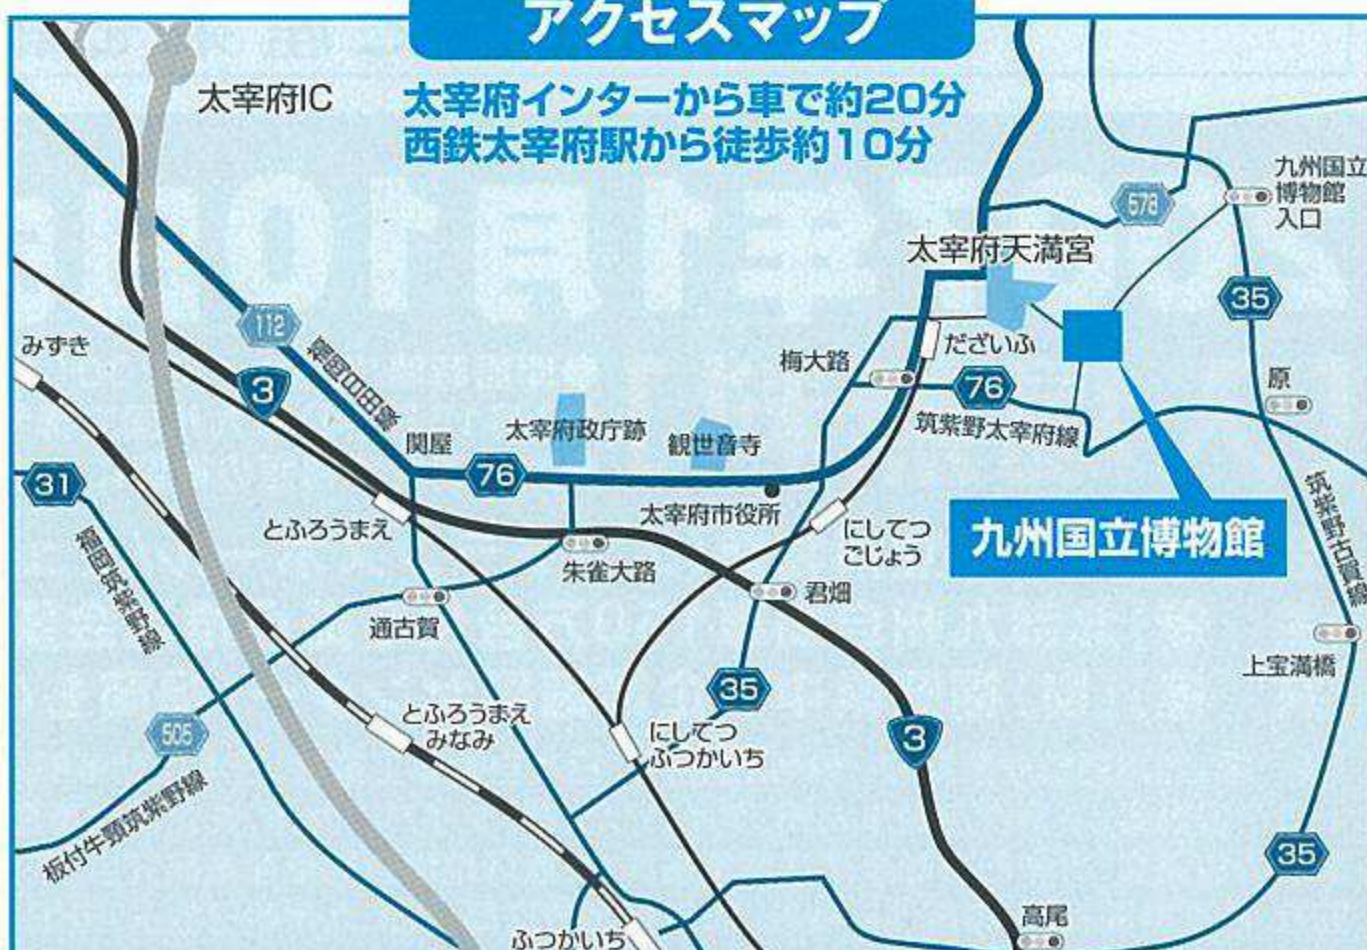 アクセスマップ
太宰府インターから車で約20分
西鉄太宰府駅から徒歩約10分
太宰府IC
九州国立
博物館
入口
578
太宰府天満宮
35
112
みずき
福岡日田線
3
だざいふ
梅大路
76
原
筑紫野太宰府線
関屋
太宰府政庁跡
観世音寺
76
31
太宰府市役所
とふろうまえ
にしてつ
ごじょう
九州国立博物館
筑紫野古賀線
福岡筑紫野線
朱雀大路
君畑
通古賀
上宝満橋
35
とふろうまえ
みなみ
505
にしてつ
ふつかいち
3
板付牛頸筑紫野線
35
高尾
ふつかいち